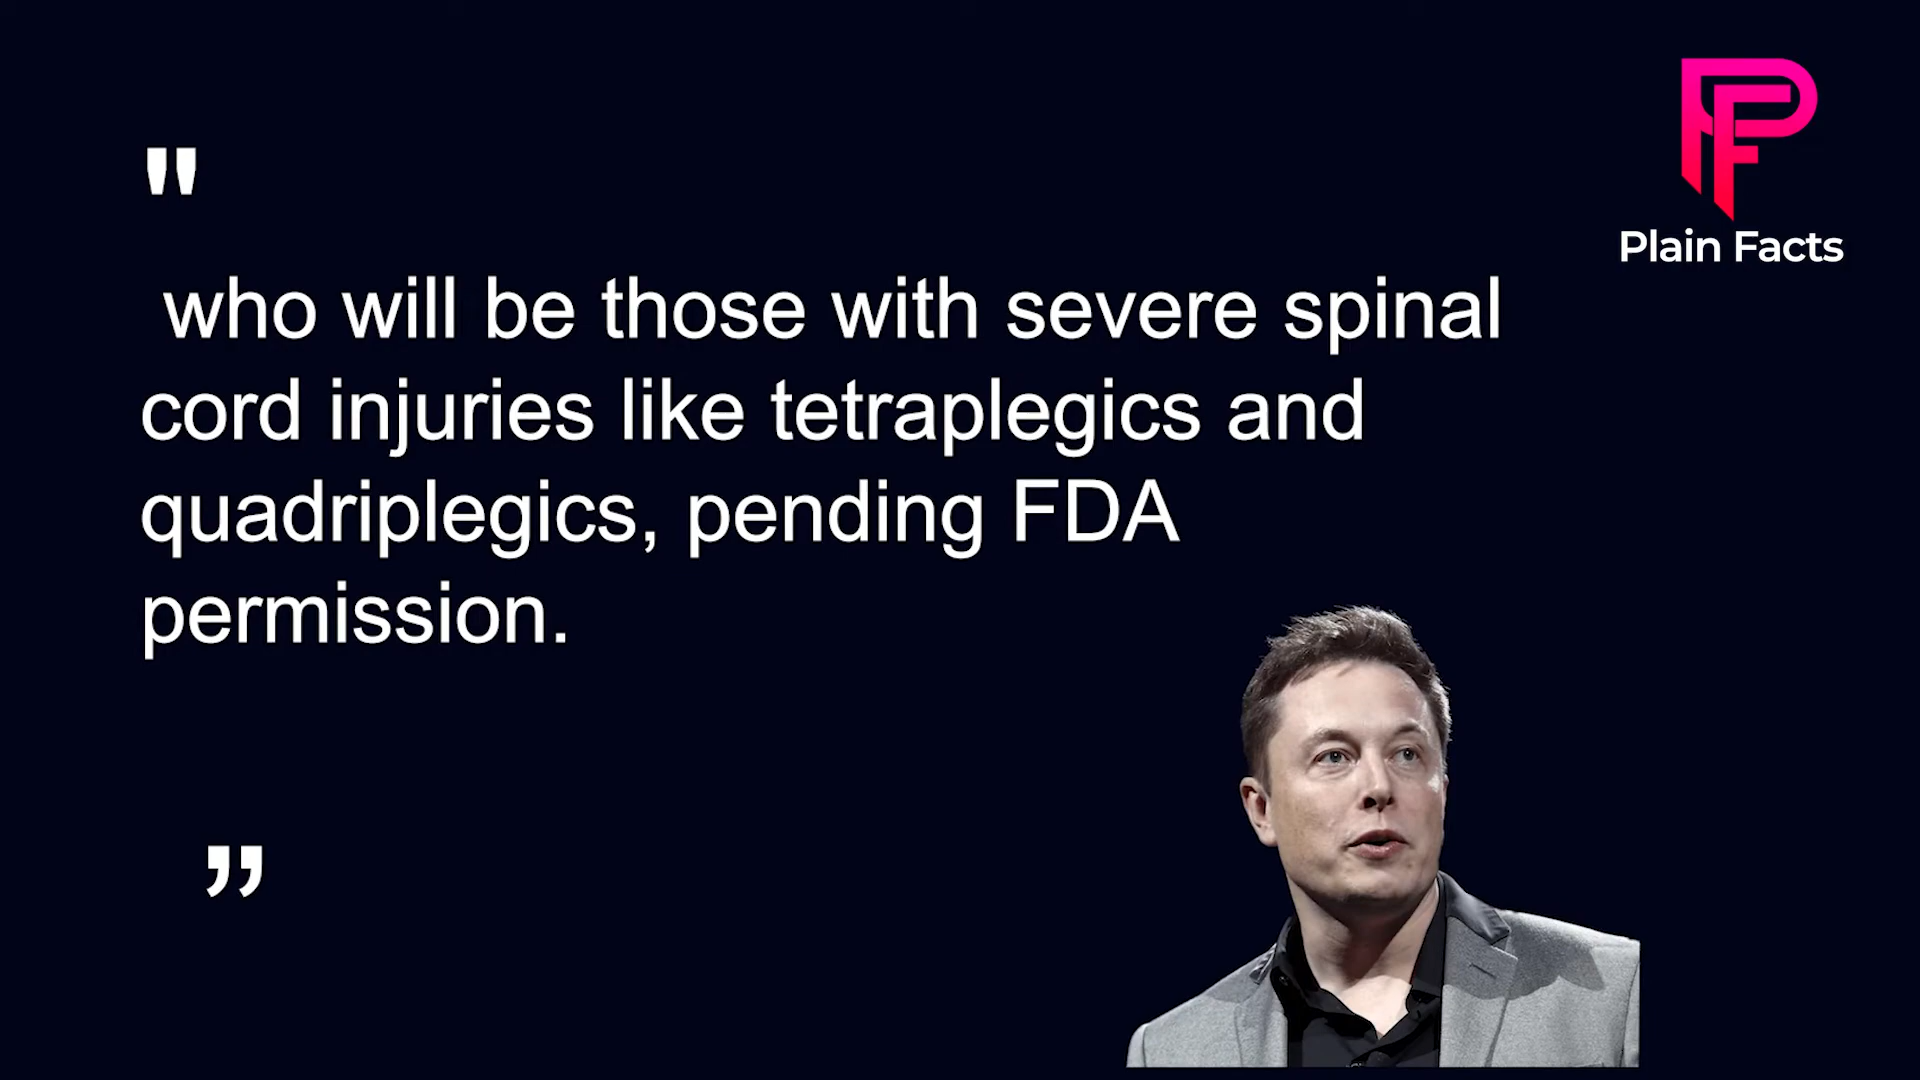 "
Plain Facts
who will be those with severe spinal
cord injuries like tetraplegics and
quadriplegics, pending FDA
permission.
”